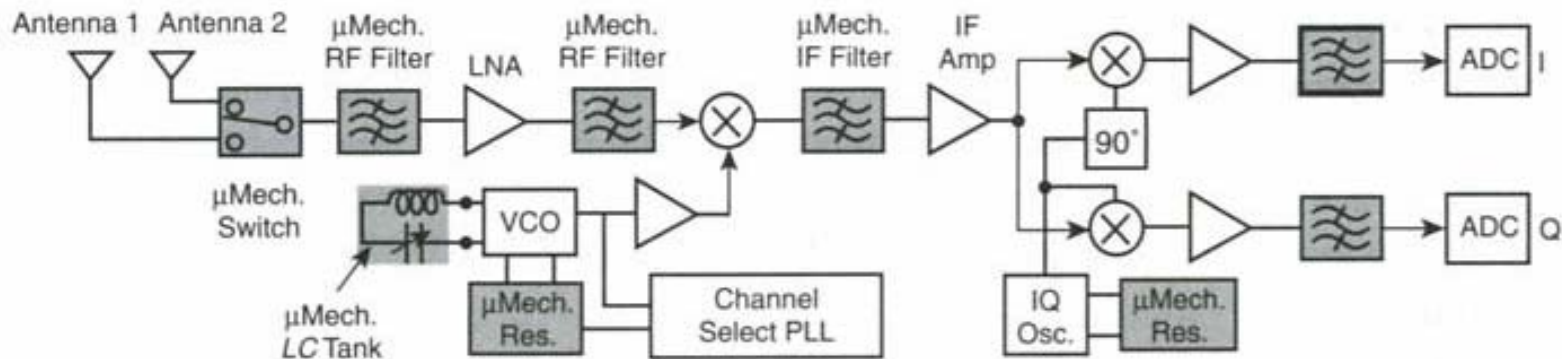 Antenna 1
Antenna 2
μMech.
RF Filter
LNA
μMech.
RF Filter
μMech.
IF Filter
IF
Amp
ADC
I
90°
μMech.
Switch
VCO
μMech.
LC Tank
μMech.
Res.
Channel
Select PLL
IQ
Osc.
μMech.
Res.
ADC
Q